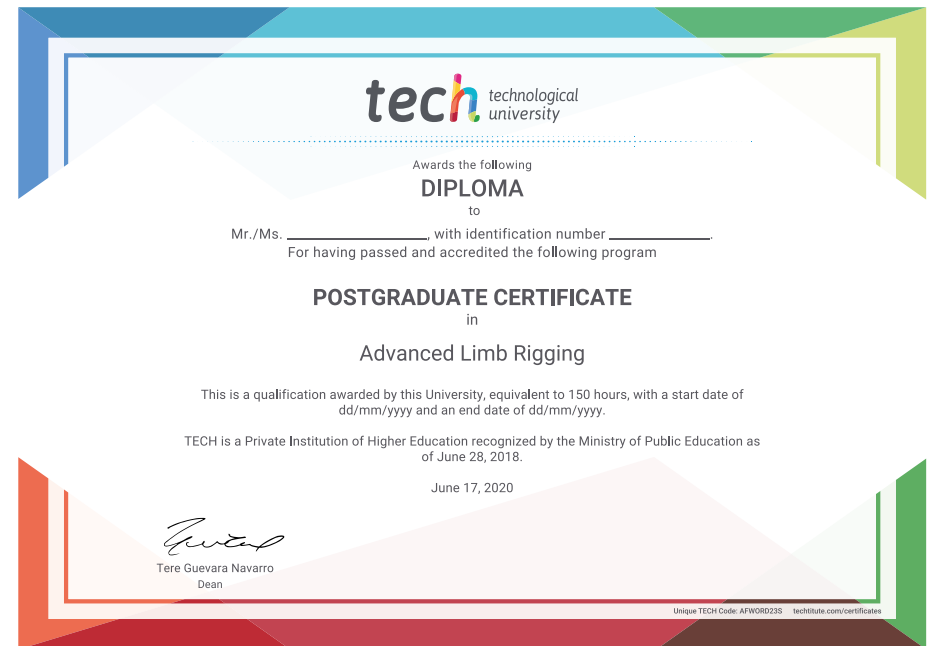 tech technological
university
Awards the following
DIPLOMA
to
Mr./Ms. ____________________, with identification number ______________.
For having passed and accredited the following program
POSTGRADUATE CERTIFICATE
in
Advanced Limb Rigging
This is a qualification awarded by this University, equivalent to 150 hours, with a start date of
dd/mm/yyyy and an end date of dd/mm/yyyy.
TECH is a Private Institution of Higher Education recognized by the Ministry of Public Education as
of June 28, 2018.
June 17, 2020
Tere Guevara Navarro
Dean
Unique TECH Code: AFWORD23S techtitute.com/certificates